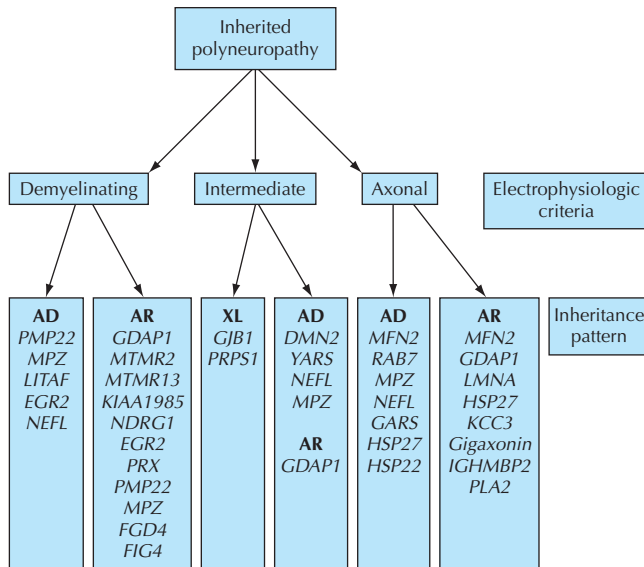 Inherited
polyneuropathy
Demyelinating
Intermediate
Axonal
Electrophysiologic
criteria
AD
PMP22
MPZ
LITAF
EGR2
NEFL
AR
GDAP1
MTMR2
MTMR13
KIAA1985
NDRG1
EGR2
PRX
PMP22
MPZ
FGD4
FIG4
XL
GJB1
PRPS1
AD
DMN2
YARS
NEFL
MPZ
AR
GDAP1
AD
MFN2
RAB7
MPZ
NEFL
GARS
HSP27
HSP22
AR
MFN2
GDAP1
LMNA
HSP27
KCC3
Gigaxonin
IGHMBP2
PLA2
Inheritance
pattern